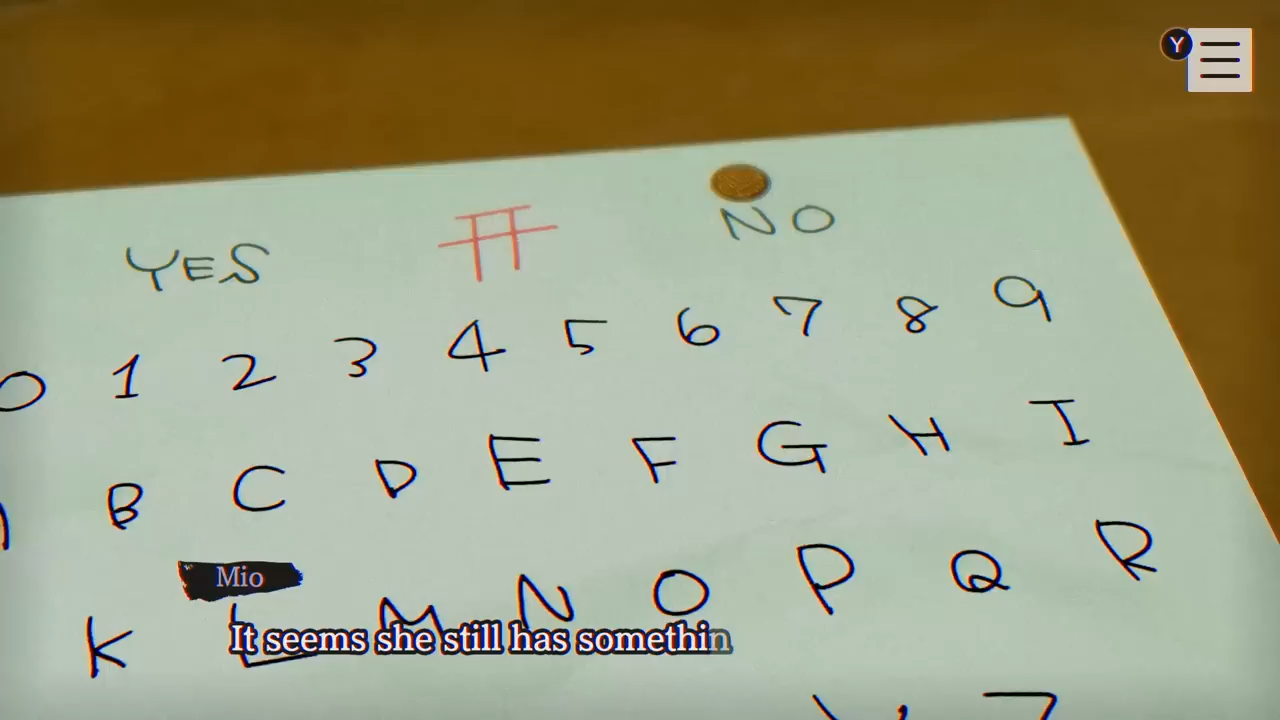 Y
YES NO
0 1 2 3 4 5 6 7 8 9
B C D E F G H I
K L M N O P Q R
Mio
It seems she still has somethin